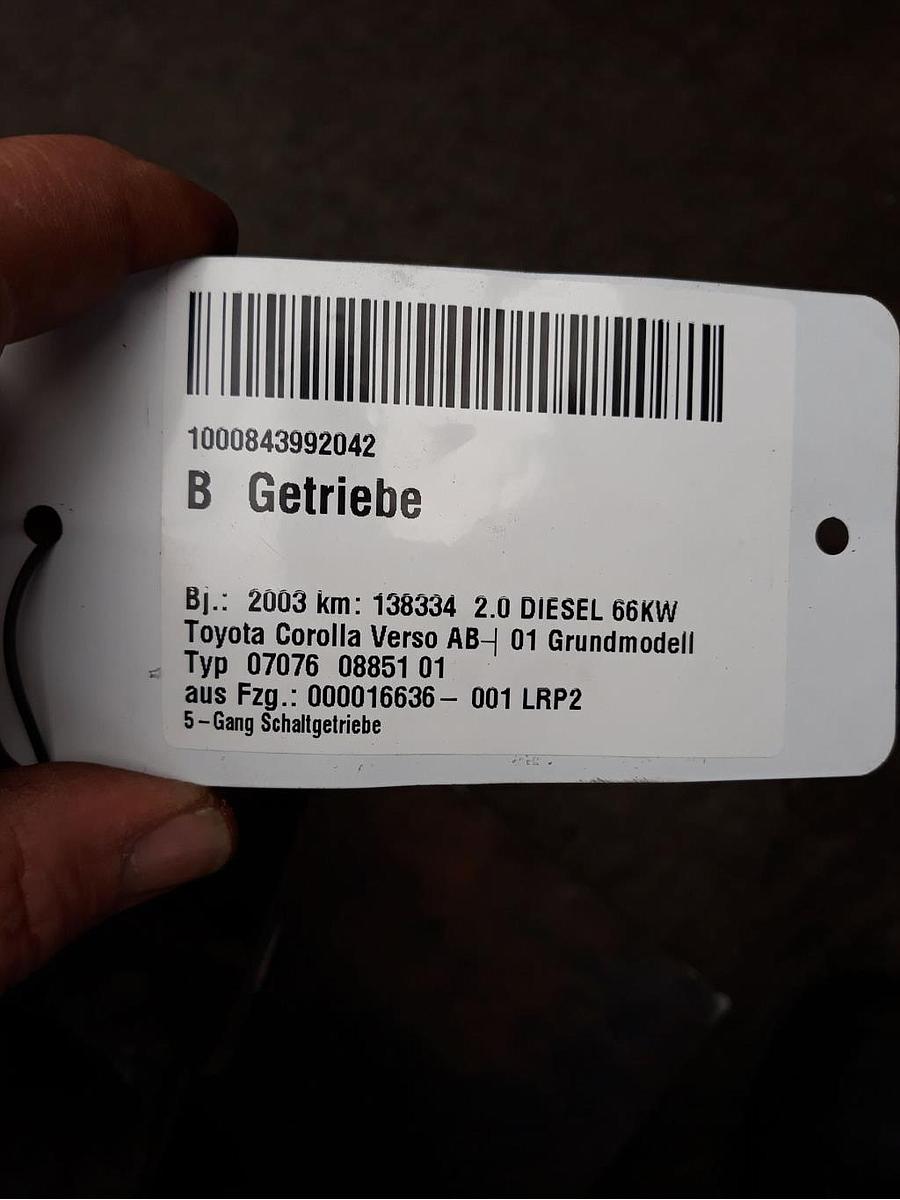 1000843992042
B Getriebe
Bj.: 2003 km: 138334 2.0 DIESEL 66KW
Toyota Corolla Verso AB-| 01 Grundmodell
Typ 07076 08851 01
aus Fzg.: 000016636- 001 LRP2
5-Gang Schaltgetriebe